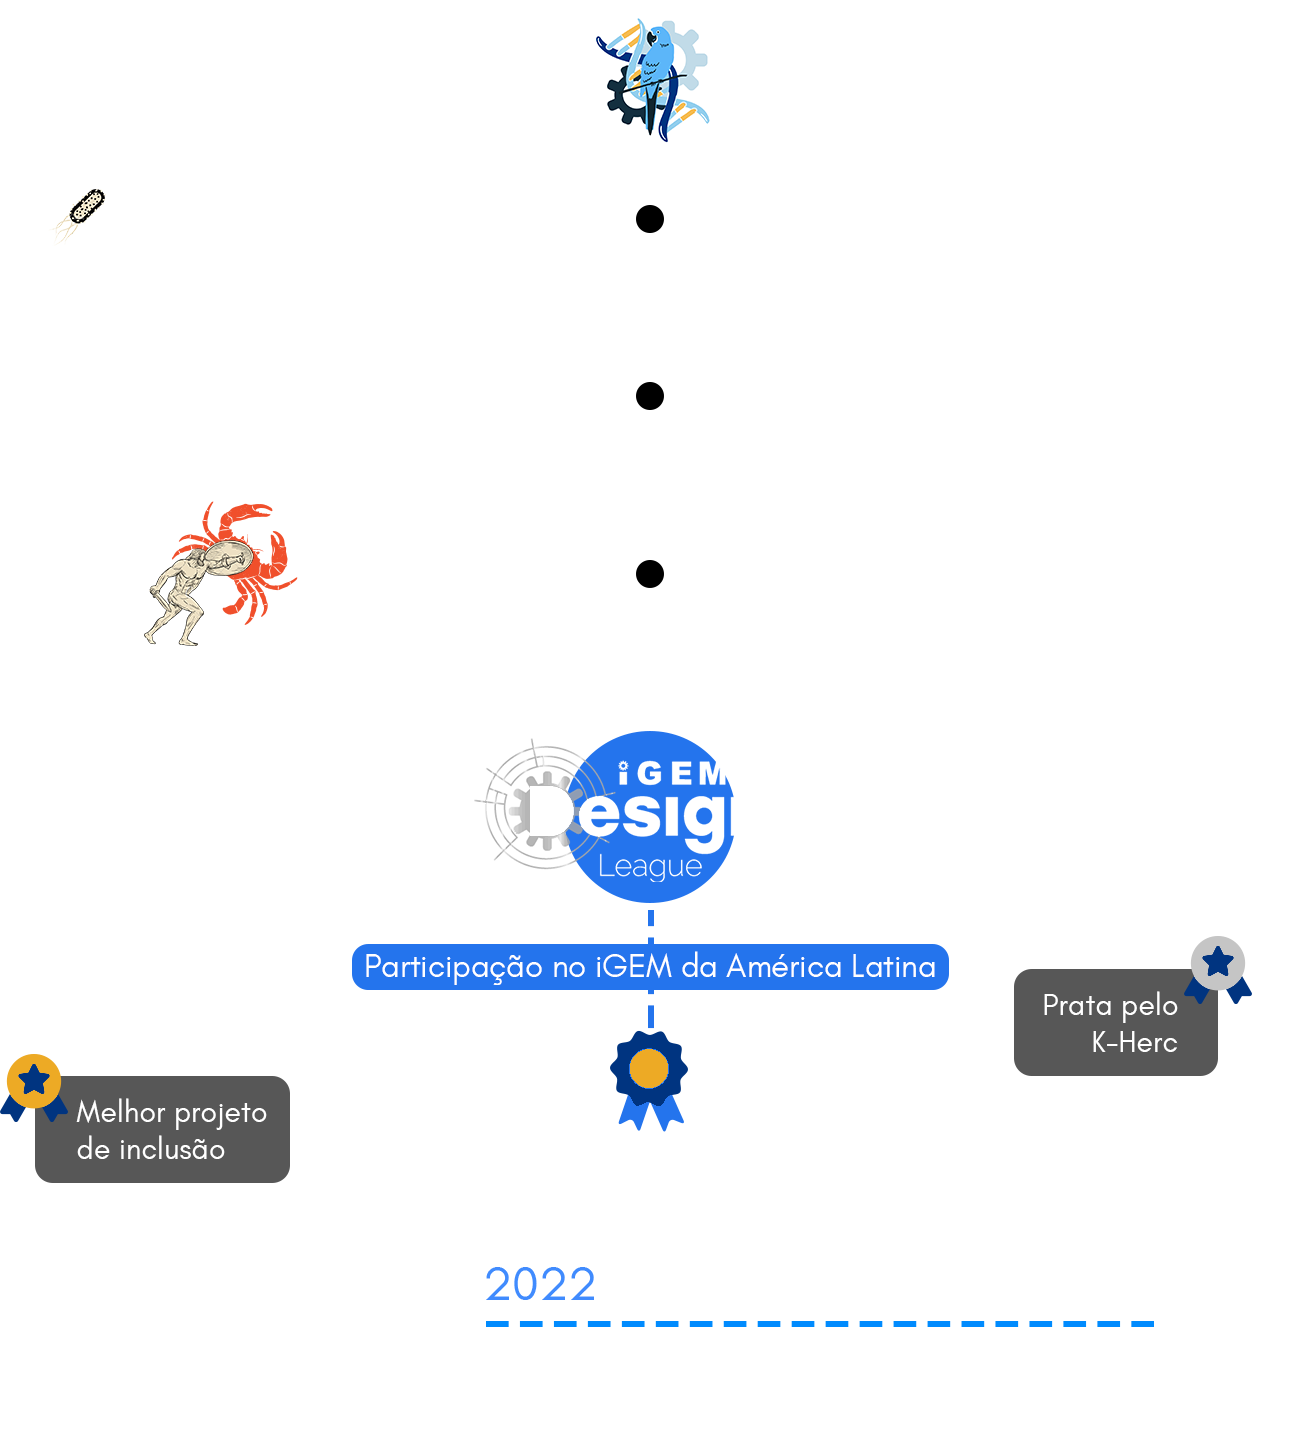 iGEM
Design
League
Participação no iGEM da América Latina
Prata pelo
K-Herc
Melhor projeto
de inclusão
2022